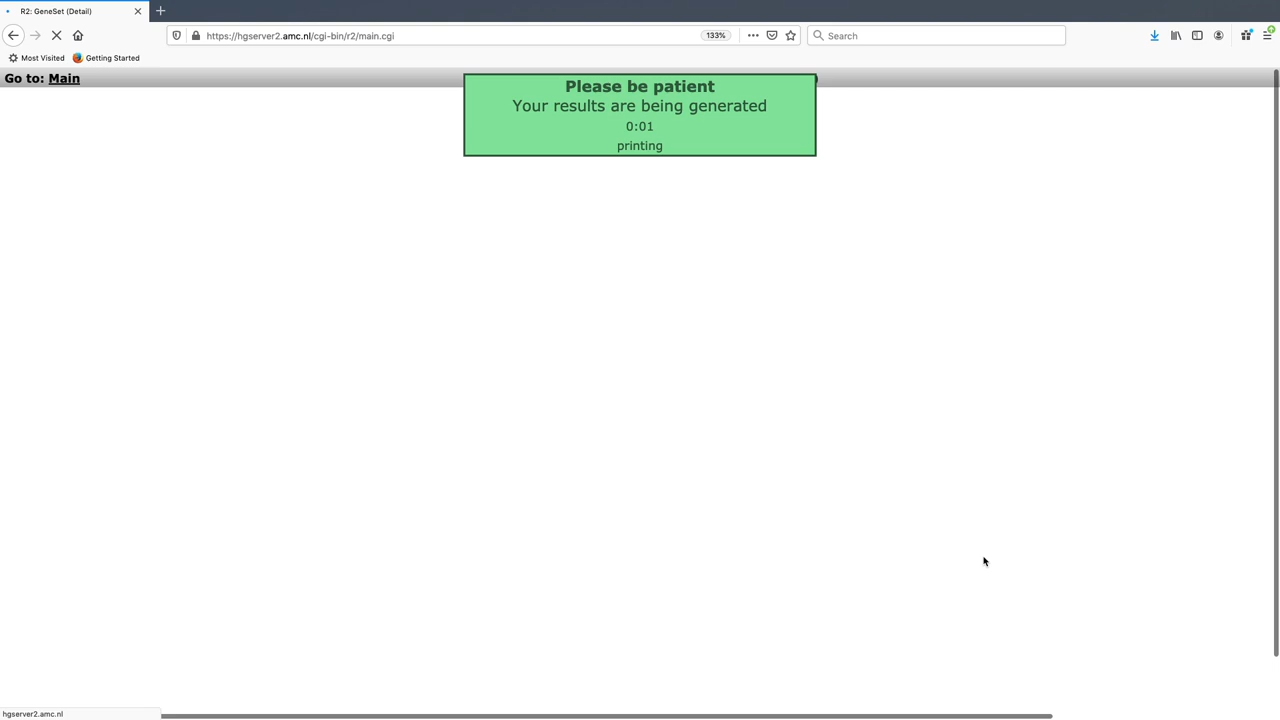 R2: GeneSet (Detail)
https://hgserver2.amc.nl/cgi-bin/r2/main.cgi
133%
Search
Most Visited
Getting Started
Go to: Main
Please be patient
Your results are being generated
0:01
printing
hgserver2.amc.nl